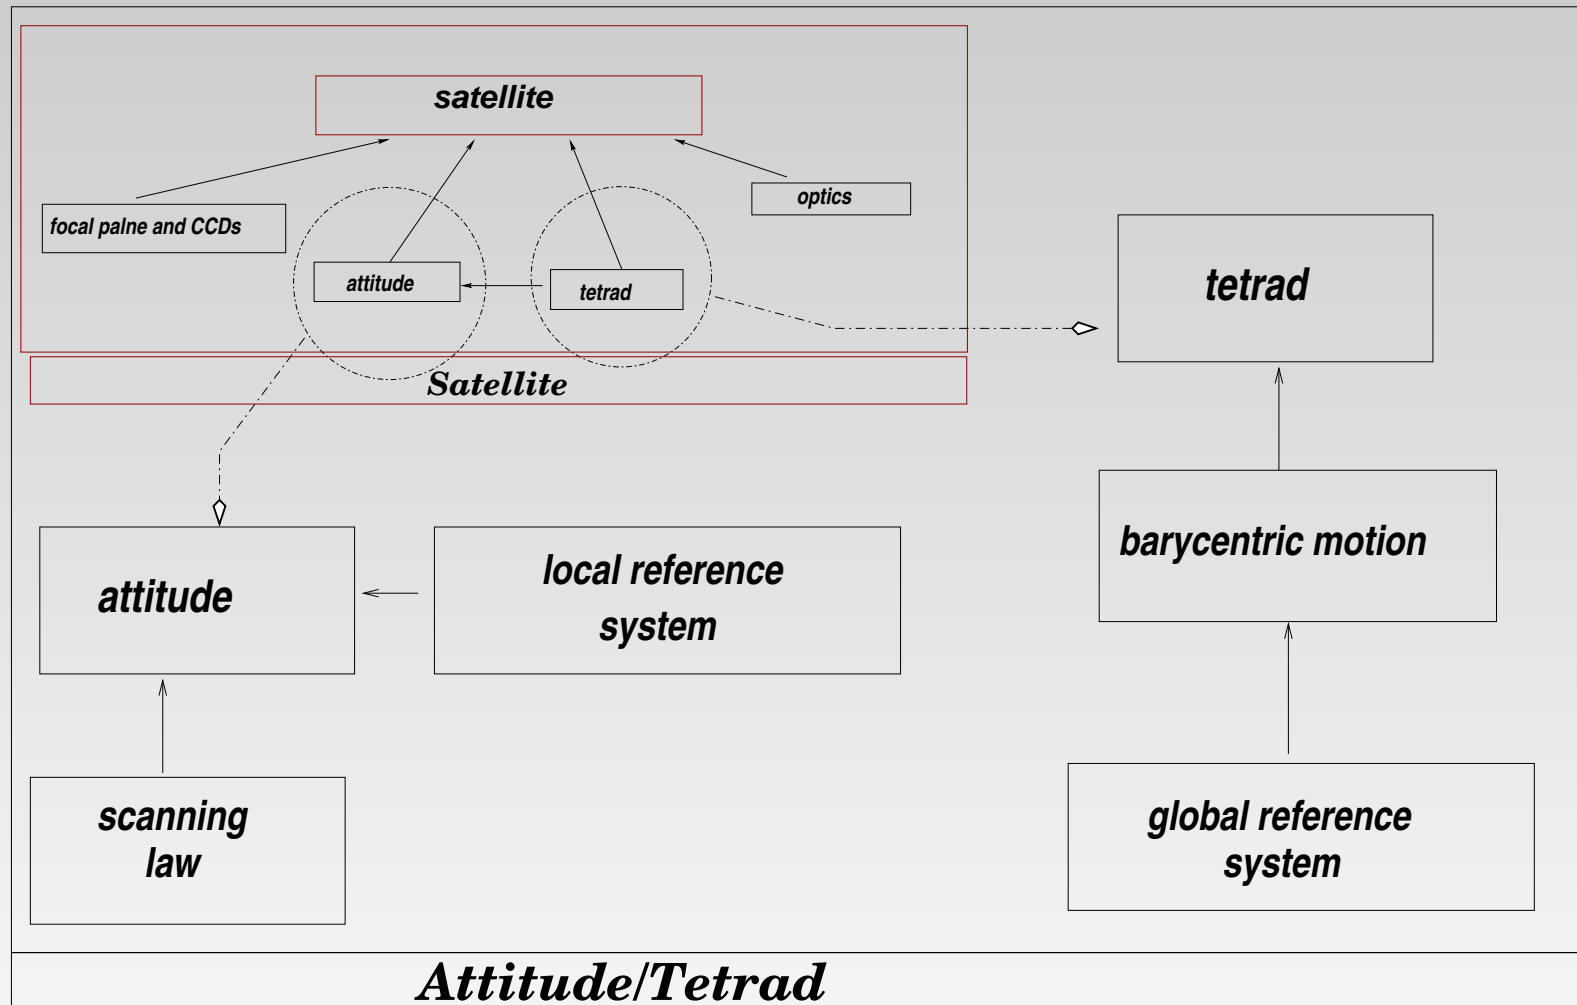 satellite
focal palne and CCDs
optics
attitude
tetrad
Satellite
tetrad
barycentric motion
global reference
system
attitude
local reference
system
scanning
law
Attitude/Tetrad